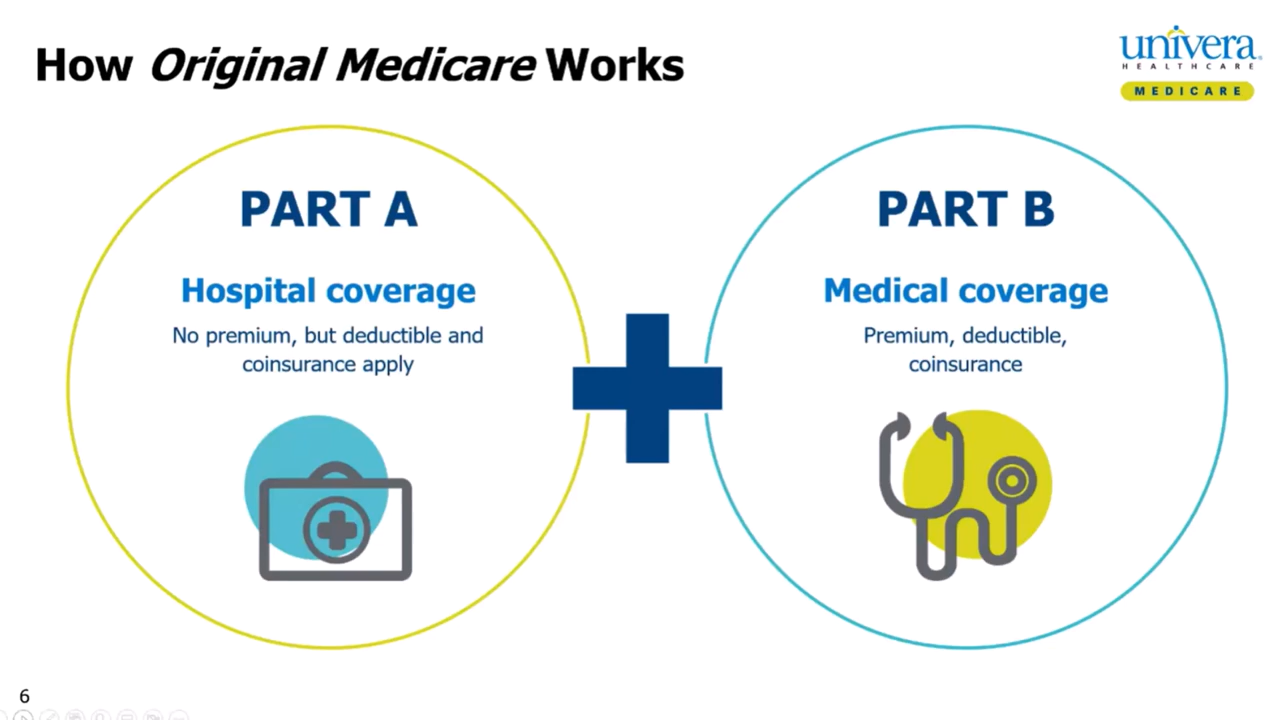 How Original Medicare Works
univera
HEALTHCARE
MEDICARE
PART A
Hospital coverage
No premium, but deductible and
coinsurance apply
PART B
Medical coverage
Premium, deductible,
coinsurance
6